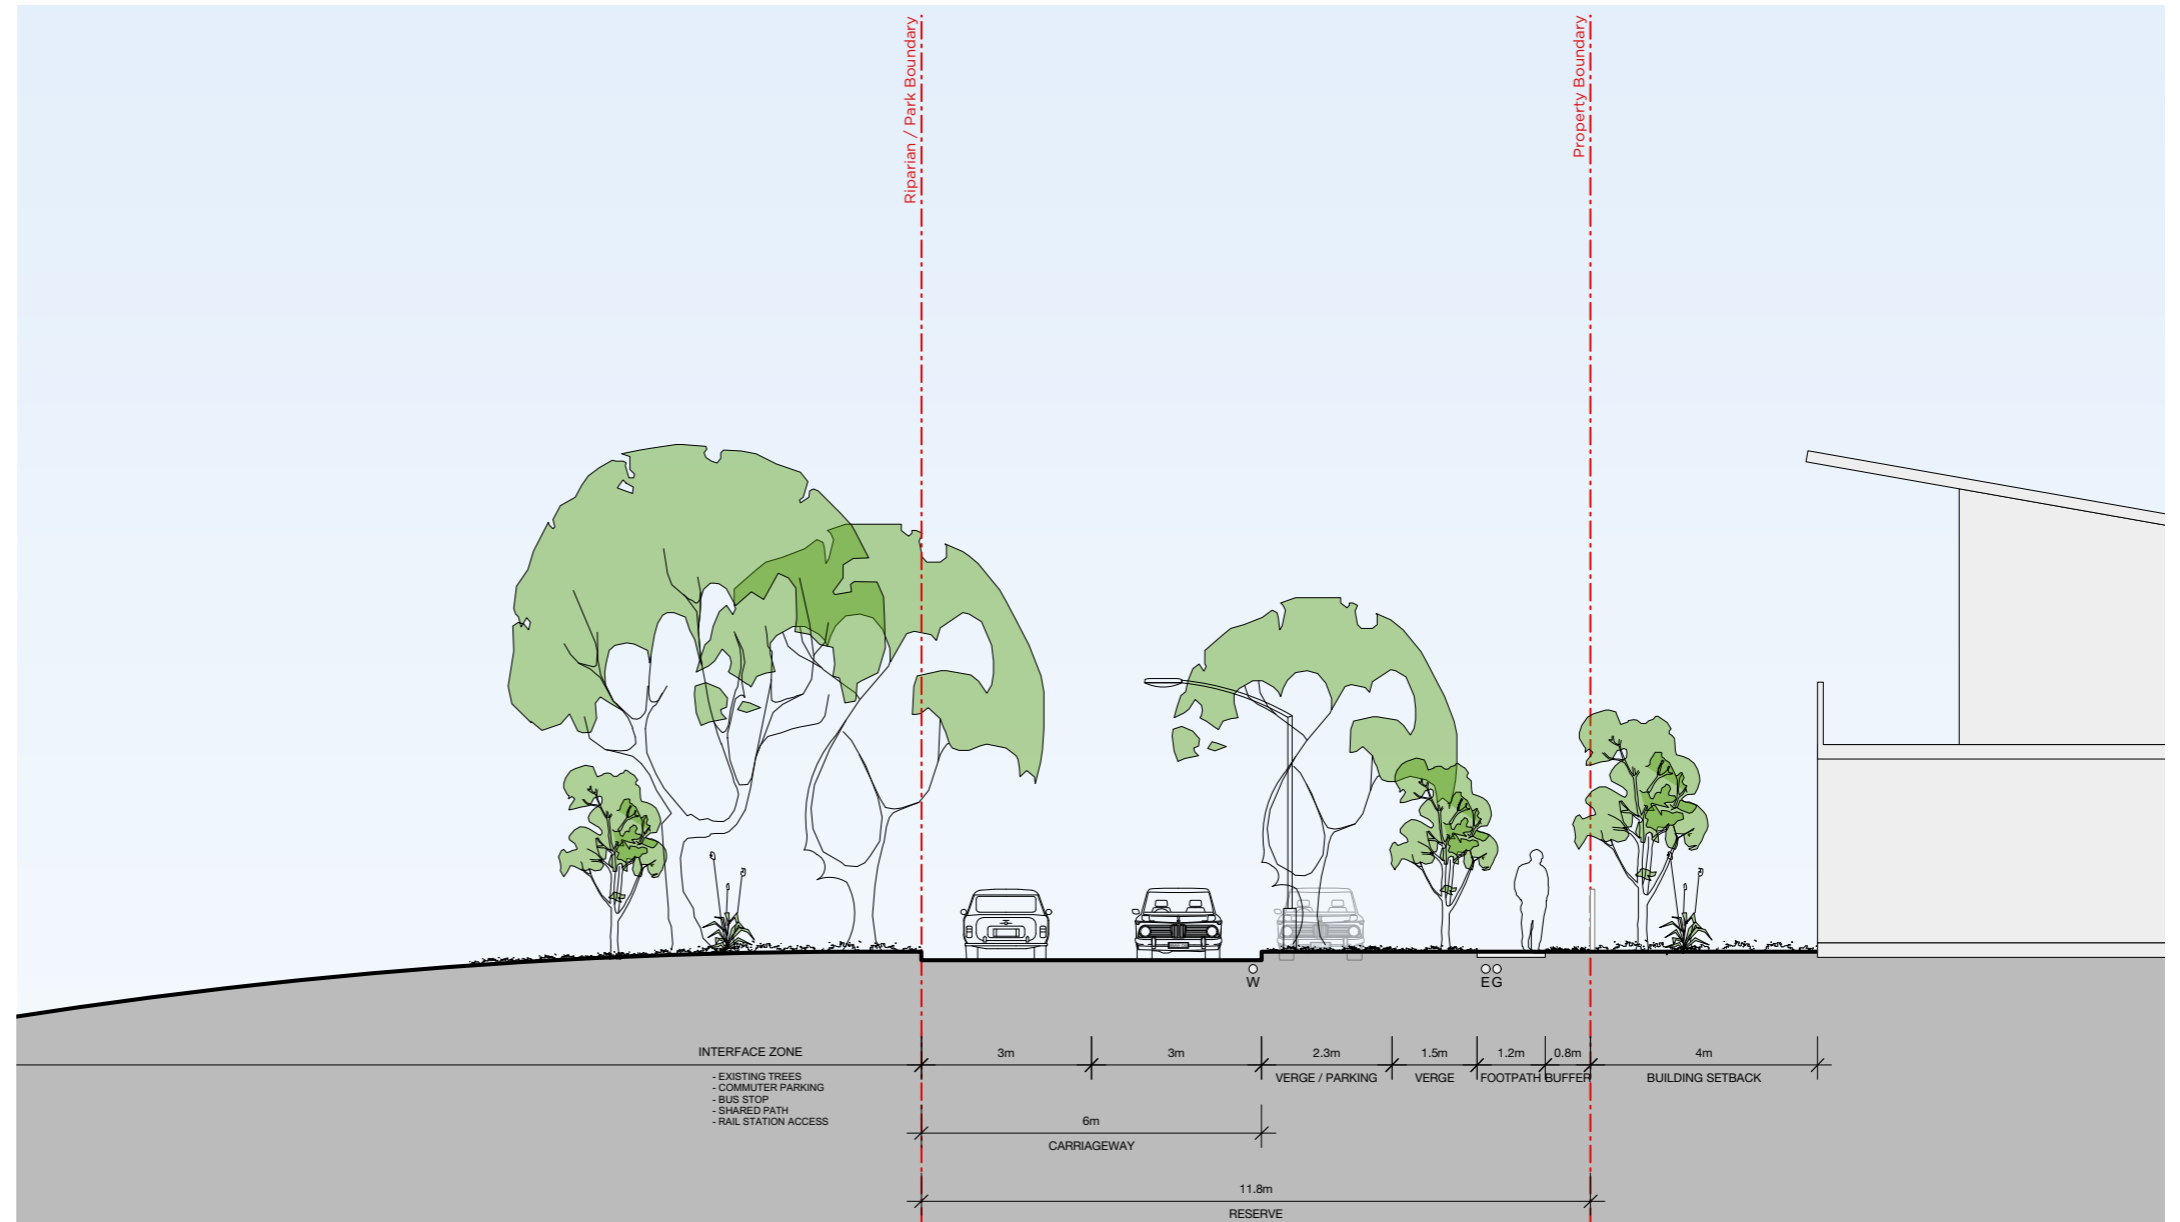 Riparian / Park Boundary
Property Boundary
W
EG
INTERFACE ZONE
- EXISTING TREES
- COMMUTER PARKING
- BUS STOP
- SHARED PATH
- RAIL STATION ACCESS
3m
3m
2.3m
1.5m
1.2m
0.8m
4m
VERGE / PARKING
VERGE
FOOTPATH
BUFFER
BUILDING SETBACK
6m
CARRIAGEWAY
11.8m
RESERVE